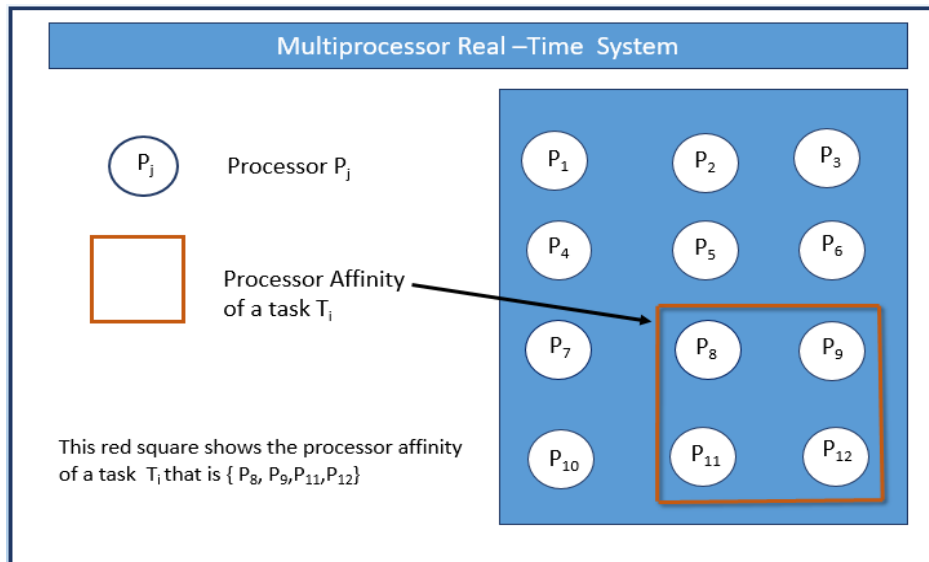 Multiprocessor Real –Time System
P₁ P₂ P₃
Pⱼ Processor Pⱼ
P₄ P₅ P₆
Processor Affinity
of a task Tᵢ
P₇ P₈ P₉
This red square shows the processor affinity
of a task Tᵢ that is { P₈, P₉,P₁₁,P₁₂}
P₁₀ P₁₁ P₁₂